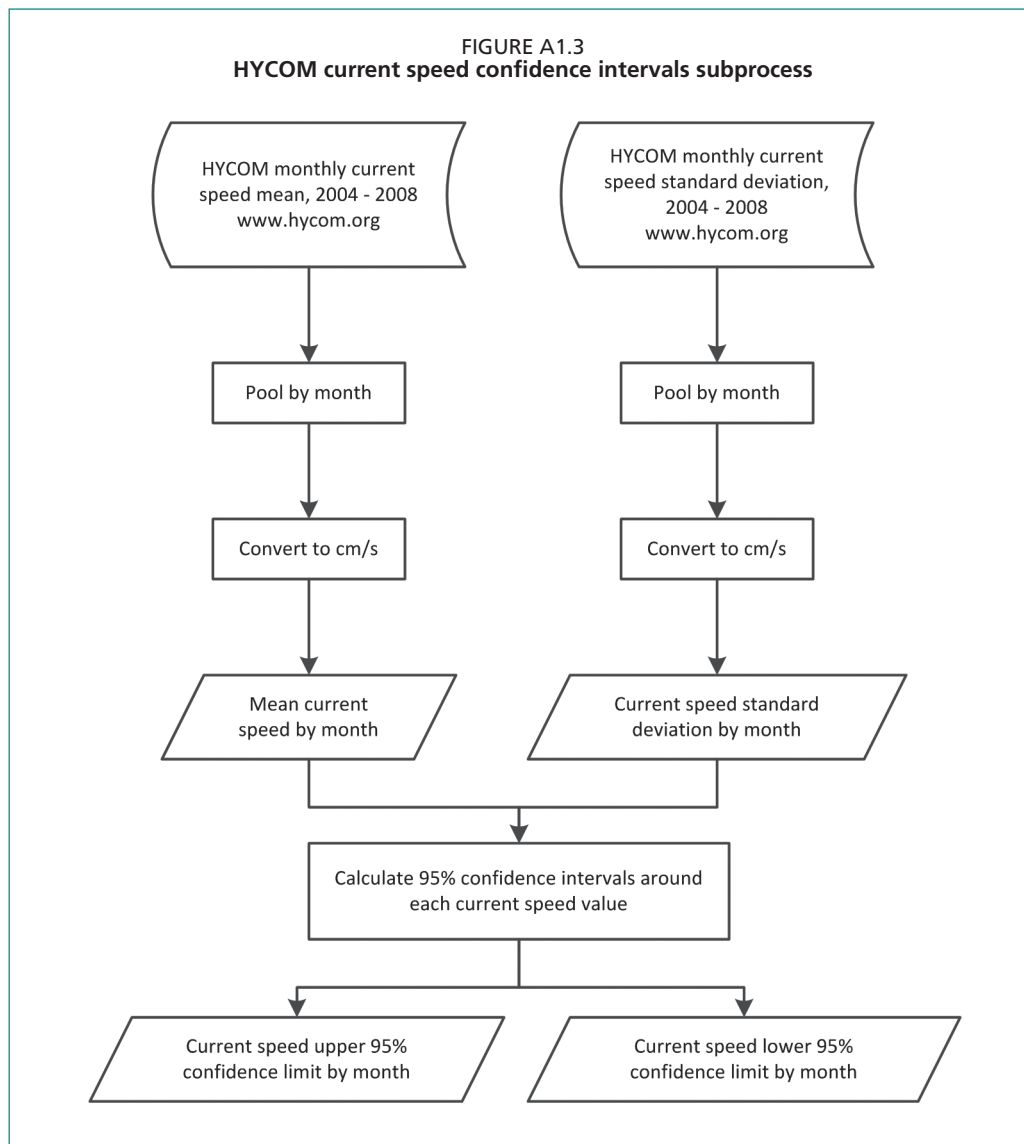 FIGURE A1.3
HYCOM current speed confidence intervals subprocess
HYCOM monthly current
speed mean, 2004 - 2008
www.hycom.org
HYCOM monthly current
speed standard deviation,
2004 - 2008
www.hycom.org
Pool by month
Pool by month
Convert to cm/s
Convert to cm/s
Mean current
speed by month
Current speed standard
deviation by month
Calculate 95% confidence intervals around
each current speed value
Current speed upper 95%
confidence limit by month
Current speed lower 95%
confidence limit by month